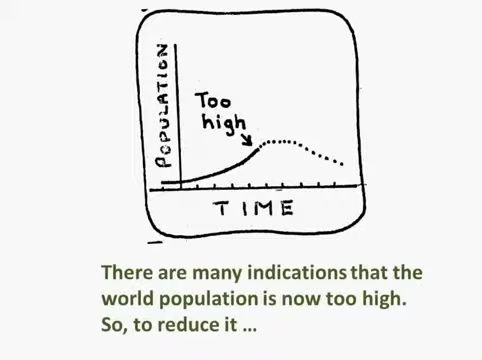 POPULATION
Too
high
TIME
There are many indications that the
world population is now too high.
So, to reduce it ...